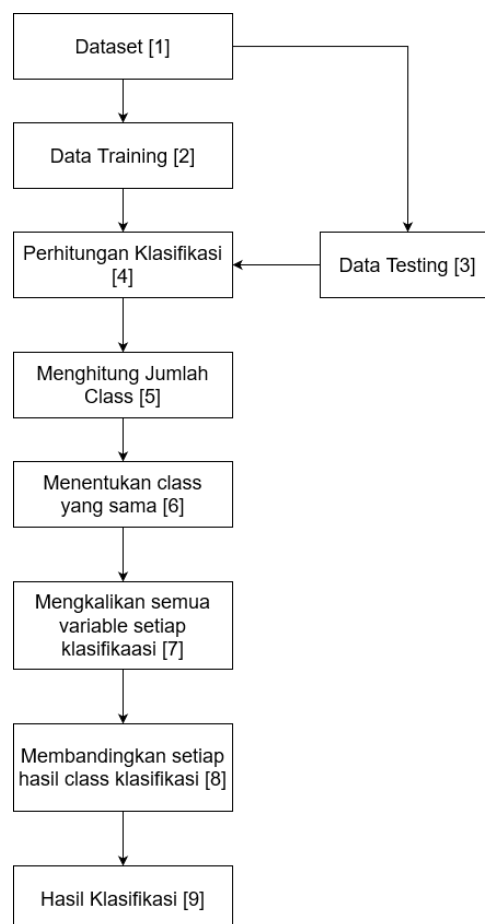 Dataset [1]
Data Training [2]
Perhitungan Klasifikasi
[4]
Data Testing [3]
Menghitung Jumlah
Class [5]
Menentukan class
yang sama [6]
Mengkalikan semua
variable setiap
klasifikaasi [7]
Membandingkan setiap
hasil class klasifikasi [8]
Hasil Klasifikasi [9]